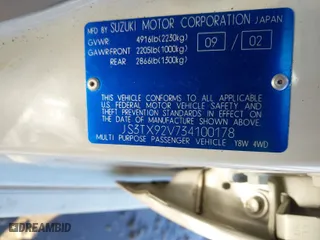 MFD. BY SUZUKI MOTOR CORPORATION JAPAN
GVWR 4916lb(2230kg) 09 / 02
GAWR FRONT 2205lb(1000kg)
REAR 2866lb(1300kg)
THIS VEHICLE CONFORMS TO ALL APPLICABLE
U.S. FEDERAL MOTOR VEHICLE SAFETY AND
THEFT PREVENTION STANDARDS IN EFFECT ON
THE DATE OF MANUFACTURE SHOWN ABOVE.
JS3TX92V734100178
MULTI PURPOSE PASSENGER VEHICLE Y8W 4WD
© DIDACAR. AUTOMOTIVE